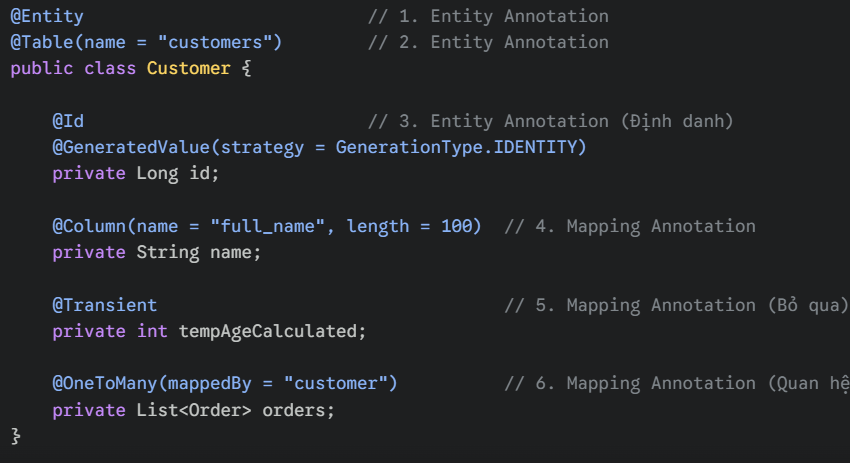 @Entity                           // 1. Entity Annotation
@Table(name = "customers")        // 2. Entity Annotation
public class Customer {
    @Id                           // 3. Entity Annotation (Định danh)
    @GeneratedValue(strategy = GenerationType.IDENTITY)
    private Long id;
    @Column(name = "full_name", length = 100)  // 4. Mapping Annotation
    private String name;
    @Transient                                 // 5. Mapping Annotation (Bỏ qua)
    private int tempAgeCalculated;
    @OneToMany(mappedBy = "customer")          // 6. Mapping Annotation (Quan hệ
    private List<Order> orders;
}